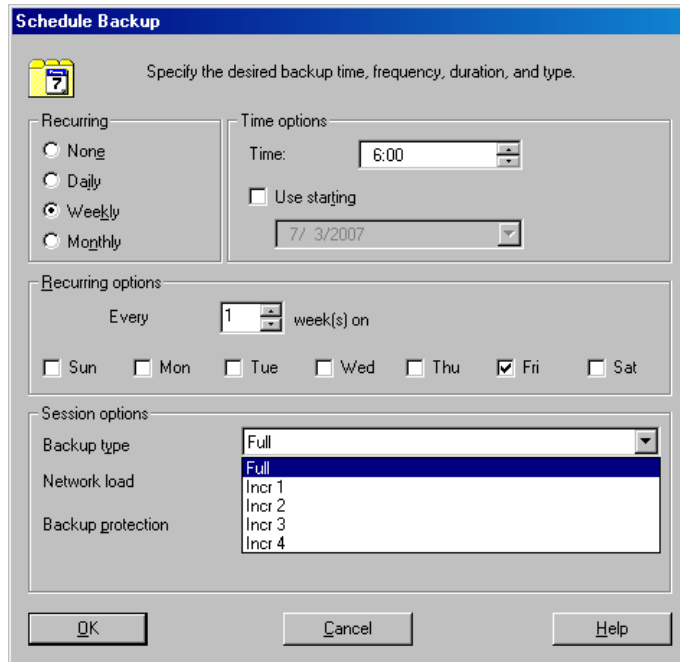 Schedule Backup
7
Specify the desired backup time, frequency, duration, and type.
Recurring
None
Daily
Weekly
Monthly
Time options
Time: 6:00
Use starting
7/ 3/2007
Recurring options
Every 1 week(s) on
Sun Mon Tue Wed Thu Fri Sat
Session options
Backup type Full
Full
Network load
Incr 1
Incr 2
Backup protection
Incr 3
Incr 4
OK Cancel Help